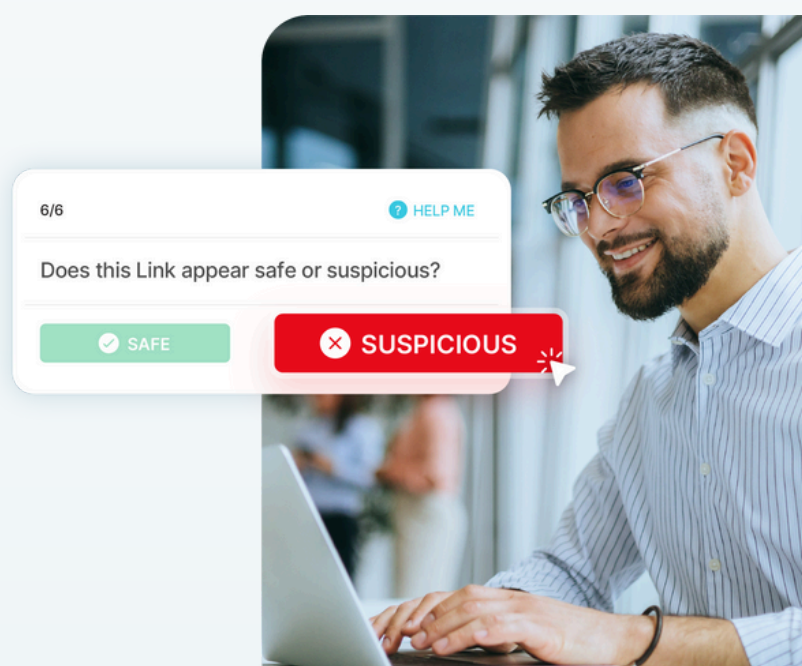 6/6
? HELP ME
Does this Link appear safe or suspicious?
SAFE
SUSPICIOUS